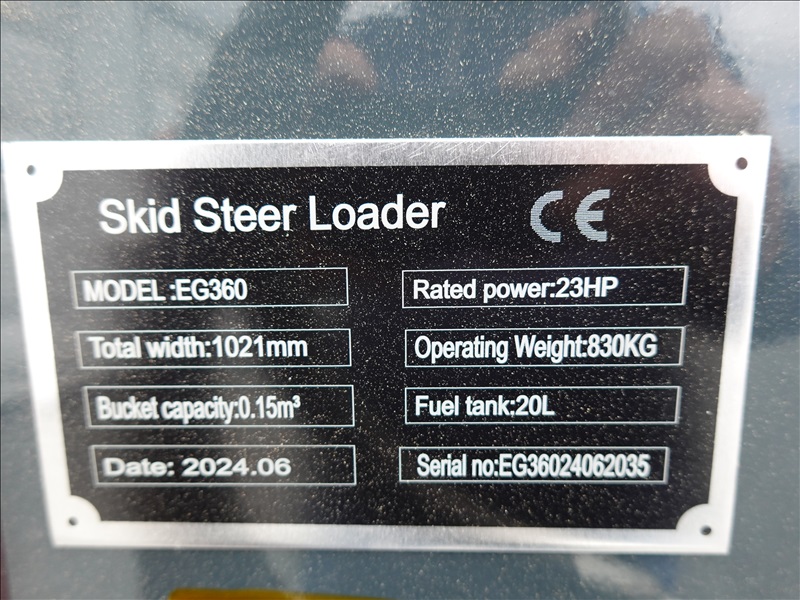 Skid Steer Loader CE
MODEL:EG360 Rated power:23HP
Total width:1021mm Operating Weight:830KG
Bucket capacity:0.15m³ Fuel tank:20L
Date: 2024.06 Serial no:EG36024062035